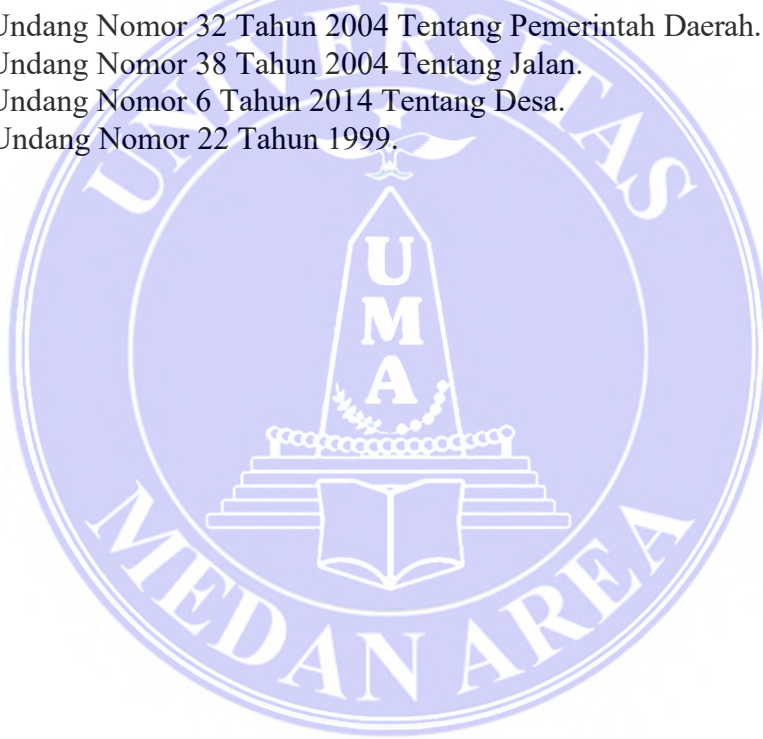 Undang Nomor 32 Tahun 2004 Tentang Pemerintah Daerah.
Undang Nomor 38 Tahun 2004 Tentang Jalan.
Undang Nomor 6 Tahun 2014 Tentang Desa.
Undang Nomor 22 Tahun 1999.
UNIVERSITAS
U
M
A
MEDAN AREA